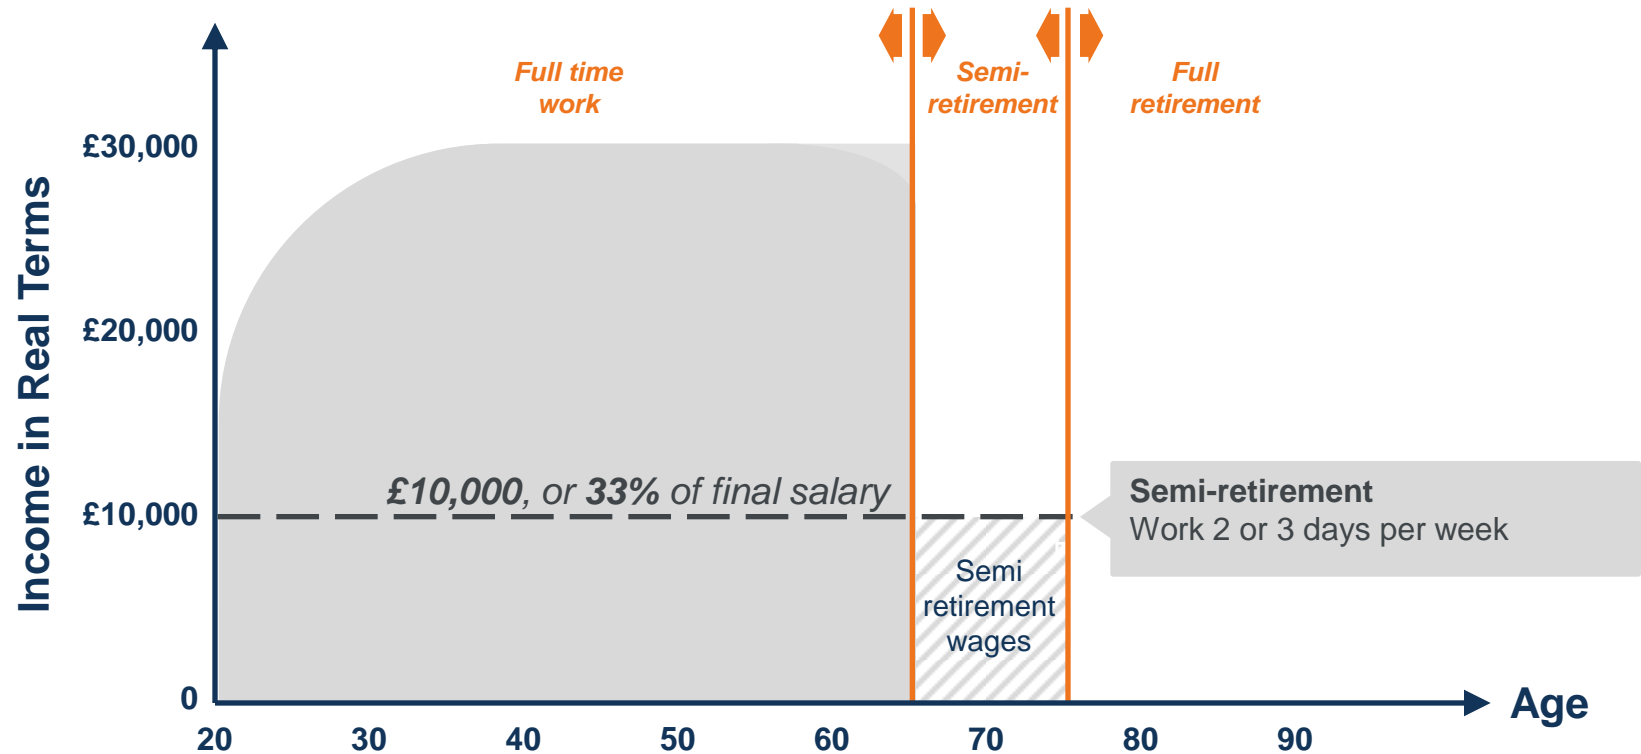 Full time
work
Semi-
retirement
Full
retirement
Income in Real Terms
£30,000
£20,000
£10,000, or 33% of final salary
£10,000
Semi-retirement
Work 2 or 3 days per week
Semi
retirement
wages
0
Age
20 30 40 50 60 70 80 90